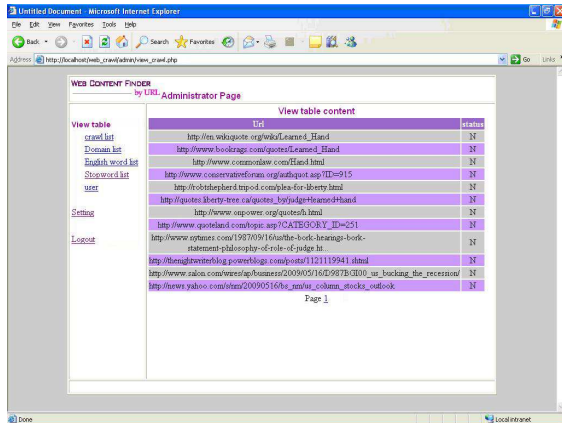 Untitled Document - Microsoft Internet Explorer
File Edit View Favorites Tools Help
Back Search Favorites
Address http://localhost/web_crawl/admin/view_crawl.php Go Links
WEB CONTENT FINDER
by URL Administrator Page
View table content
View table
Url status
crawl list
http://en.wikiquote.org/wiki/Learned_Hand N
Domain list
http://www.bookrags.com/quotes/Learned_Hand N
English word list
http://www.commonlaw.com/Hand.html N
Stopword list
http://www.conservativeforum.org/authquot.asp?ID=915 N
user
http://robtshepherd.tripod.com/plea-for-liberty.html N
http://quotes.liberty-tree.ca/quotes_by/judge+learned+hand N
Setting
http://www.onpower.org/quotes/h.html N
http://www.quoteland.com/topic.asp?CATEGORY_ID=251 N
Logout
http://www.nytimes.com/1987/09/16/us/the-bork-hearings-bork-
statement-philosophy-of-role-of-judge.ht... N
http://thenightwriterblog.powerblogs.com/posts/1121119941.shtml N
http://www.salon.com/wires/ap/business/2009/05/16/D987BGI00_us_bucking_the_recession/ N
http://news.yahoo.com/s/nm/20090516/bs_nm/us_column_stocks_outlook N
Page 1
Done Local intranet